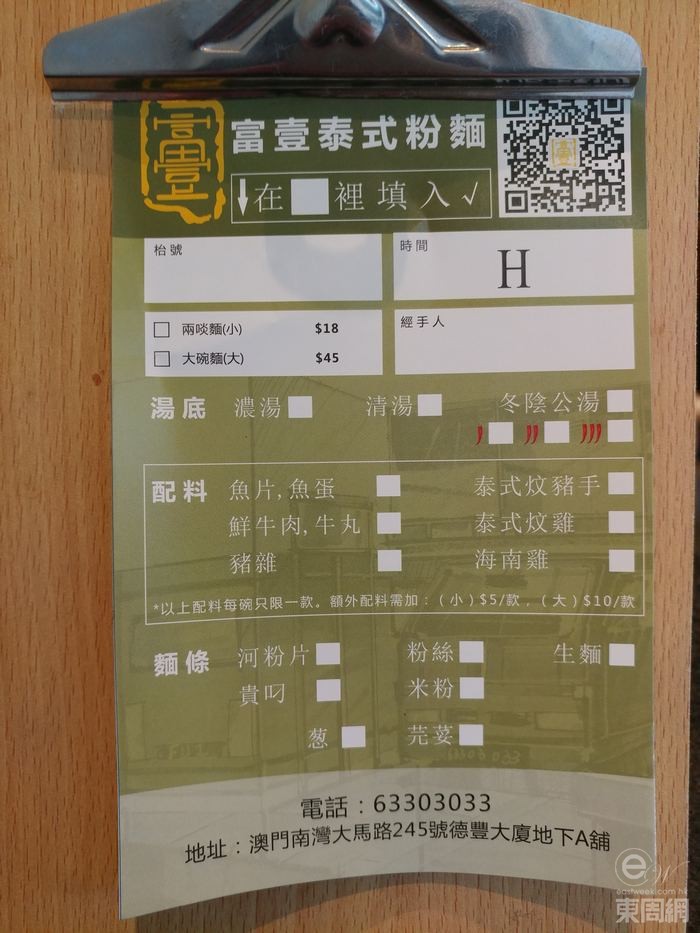 富壹
富壹泰式粉麵
在 裡填入√
枱號
時間
H
兩啖麵(小) $18
大碗麵(大) $45
經手人
湯底 濃湯 清湯 冬陰公湯
配料 魚片,魚蛋 泰式炆豬手
鮮牛肉,牛丸 泰式炆雞
豬雜 海南雞
*以上配料每碗只限一款。額外配料需加：（小）$5/款，（大）$10/款
麵條 河粉片 粉絲 生麵
貴叼 米粉
葱 芫荽
電話：63303033
地址：澳門南灣大馬路245號德豐大廈地下A舖
eW
eastweek.com.hk
東周網